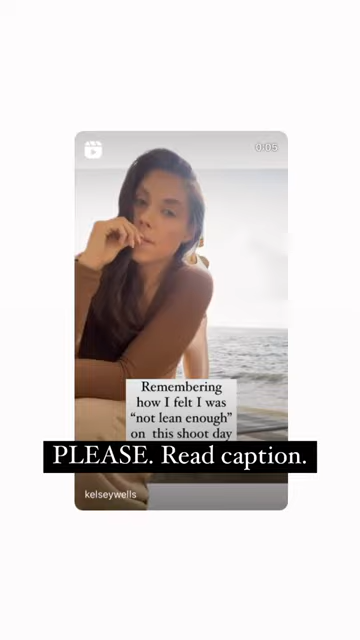 0:05
Remembering
how I felt I was
“not lean enough”
on this shoot day
PLEASE. Read caption.
kelseywells